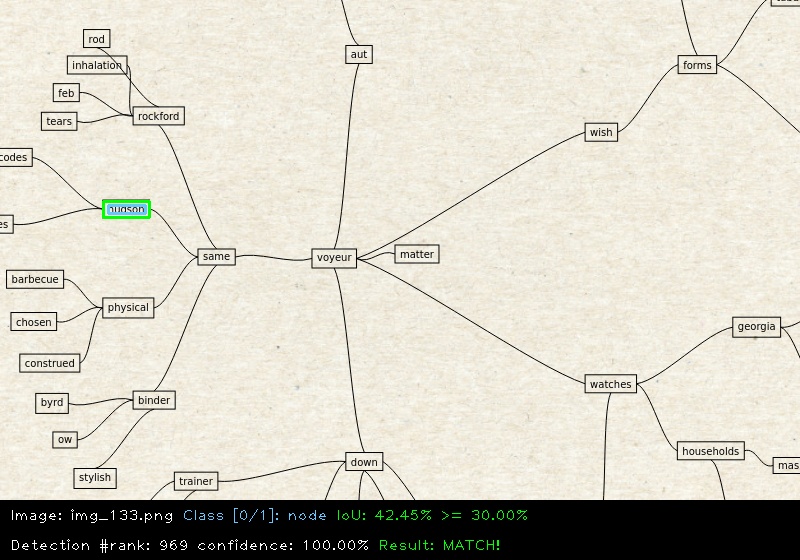 rod
aut
inhalation
forms
feb
rockford
tears
wish
codes
hudson
es
same
voyeur
matter
barbecue
physical
chosen
georgia
construed
watches
byrd
binder
ow
households
down
mas
stylish
trainer
Image: img_133.png Class [0/1]: node IoU: 42.45% >= 30.00%
Detection #rank: 969 confidence: 100.00% Result: MATCH!